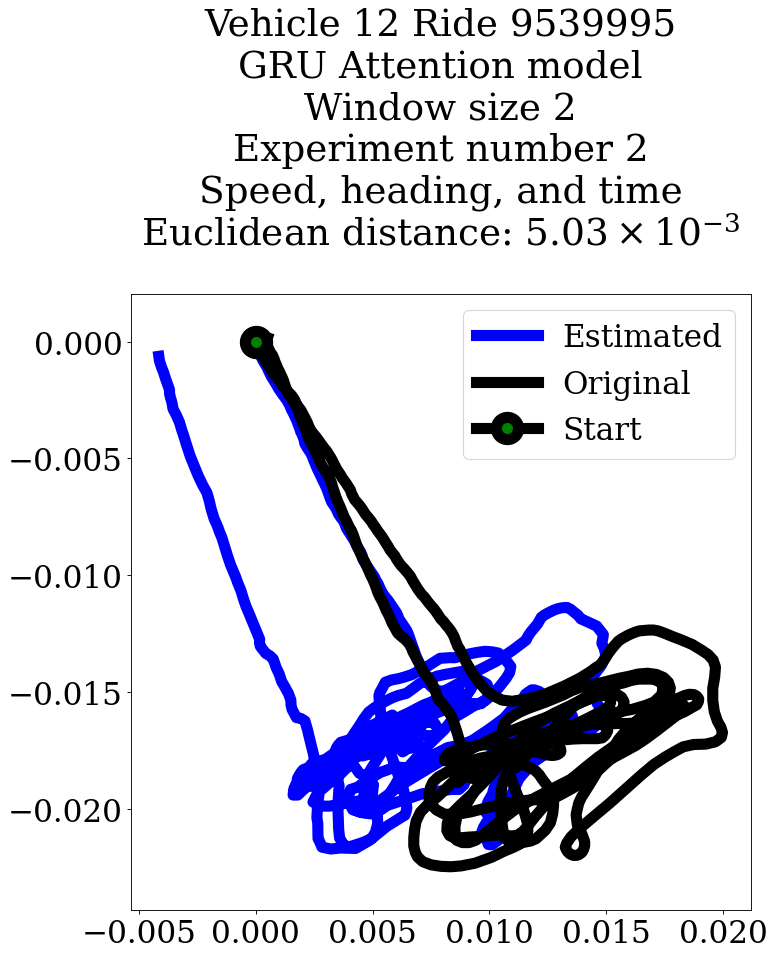 Vehicle 12 Ride 9539995
GRU Attention model
Window size 2
Experiment number 2
Speed, heading, and time
Euclidean distance: 5.03 × 10⁻³
Estimated
Original
Start
0.000
−0.005
−0.010
−0.015
−0.020
−0.005 0.000 0.005 0.010 0.015 0.020